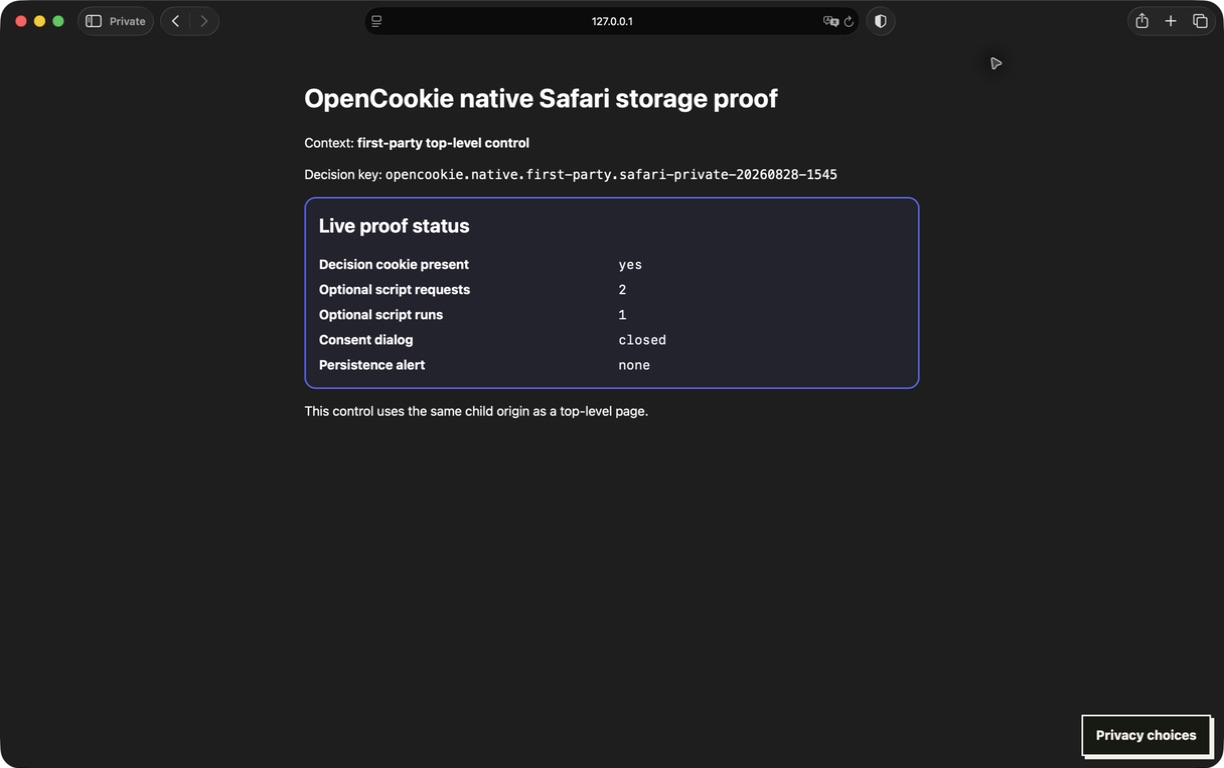 Private
127.0.0.1
OpenCookie native Safari storage proof
Context: first-party top-level control
Decision key: opencookie.native.first-party.safari-private-20260828-1545
Live proof status
Decision cookie present yes
Optional script requests 2
Optional script runs 1
Consent dialog closed
Persistence alert none
This control uses the same child origin as a top-level page.
Privacy choices